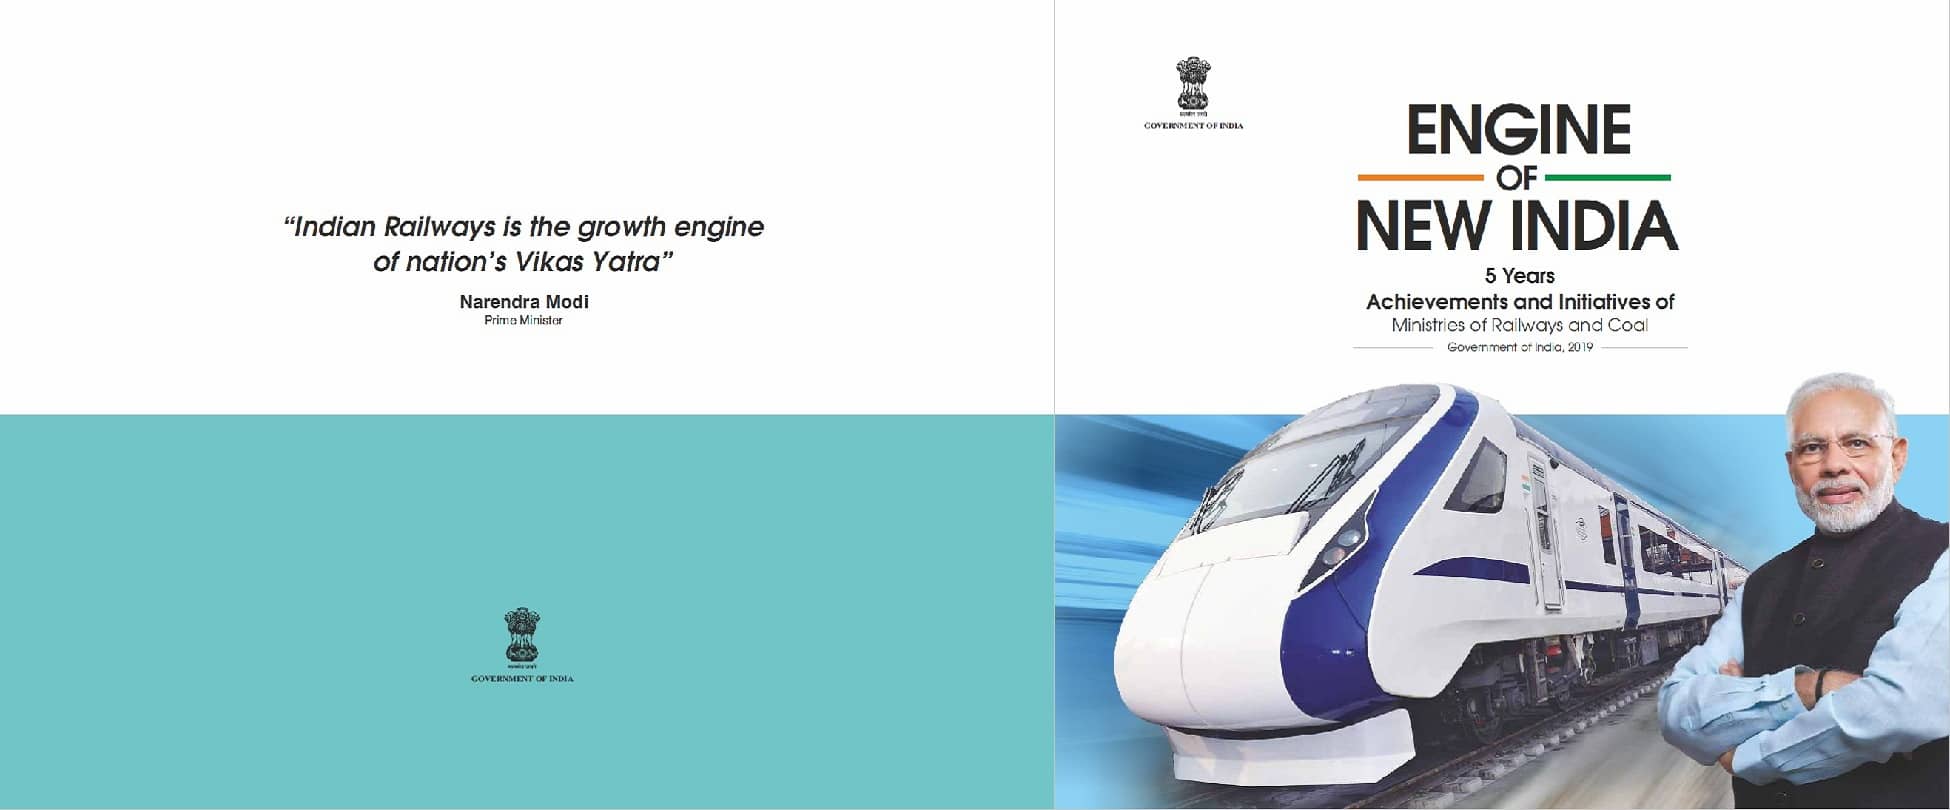 “Indian Railways is the growth engine
of nation’s Vikas Yatra”
Narendra Modi
Prime Minister
GOVERNMENT OF INDIA
GOVERNMENT OF INDIA
ENGINE
OF
NEW INDIA
5 Years
Achievements and Initiatives of
Ministries of Railways and Coal
Government of India, 2019